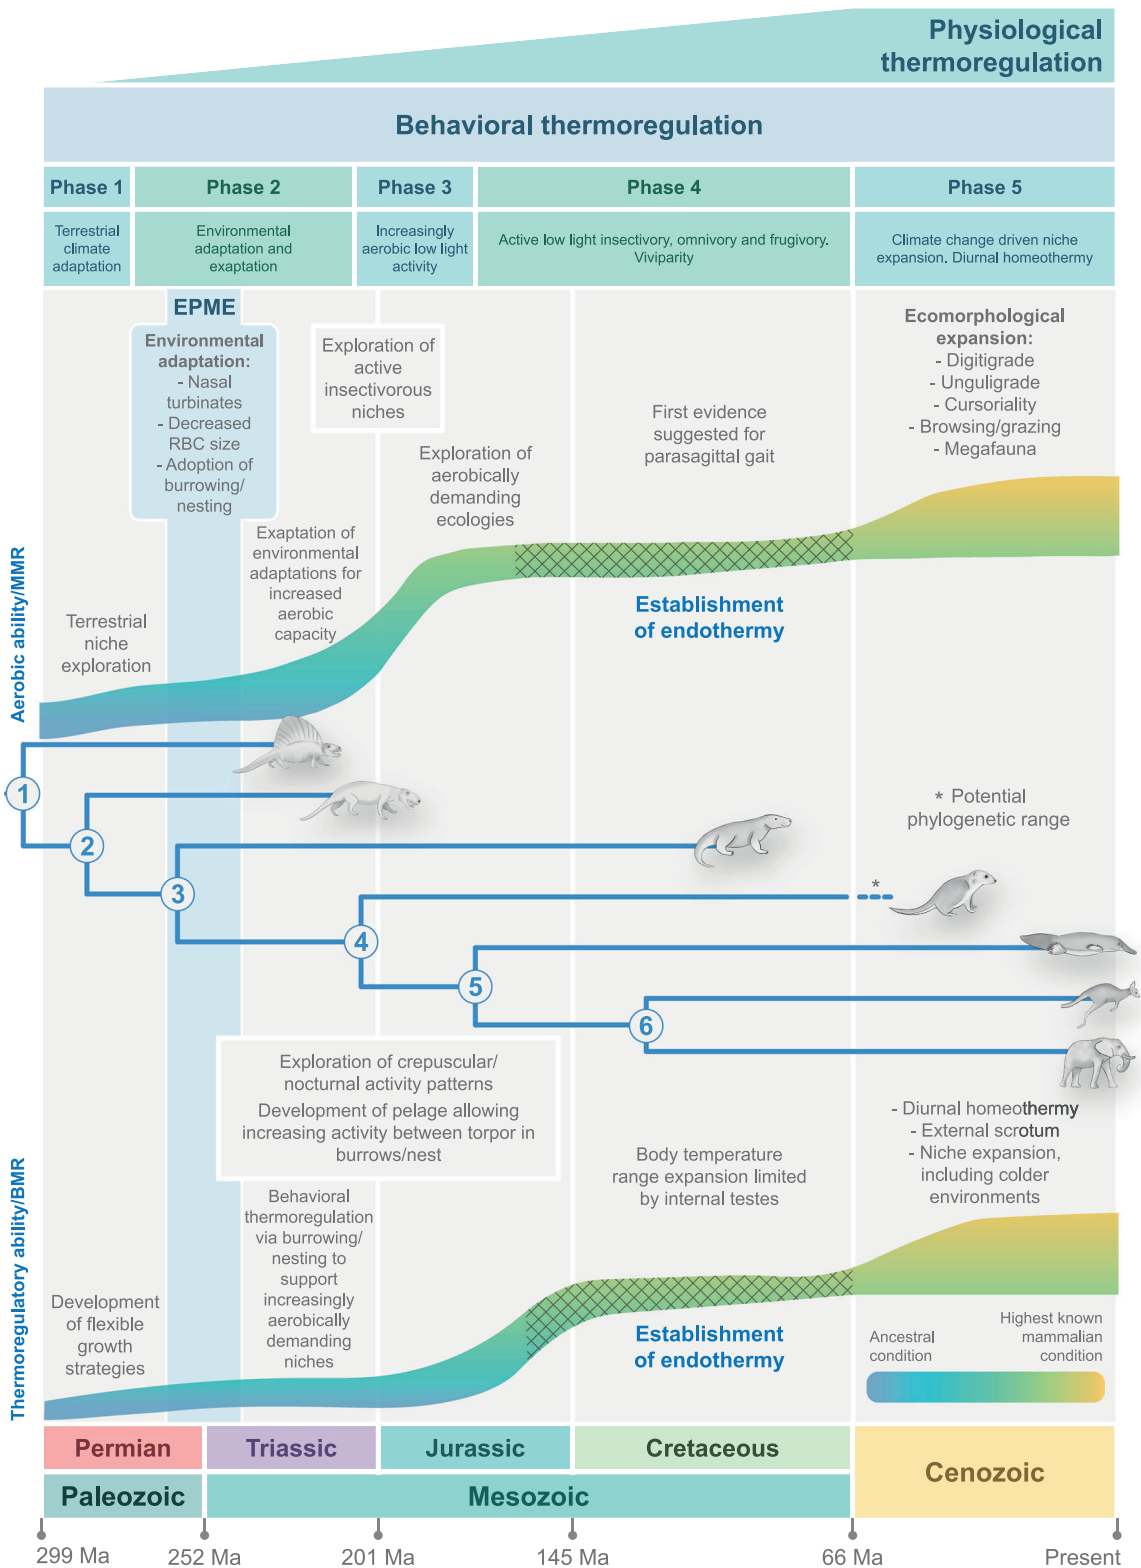 Physiological
thermoregulation
Behavioral thermoregulation
Phase 1
Phase 2
Phase 3
Phase 4
Phase 5
Terrestrial
climate
adaptation
Environmental
adaptation and
exaptation
Increasingly
aerobic low light
activity
Active low light insectivory, omnivory and frugivory.
Viviparity
Climate change driven niche
expansion. Diurnal homeothermy
EPME
Environmental
adaptation:
- Nasal
turbinates
- Decreased
RBC size
- Adoption of
burrowing/
nesting
Exploration of
active
insectivorous
niches
Ecomorphological
expansion:
- Digitigrade
- Unguligrade
- Cursoriality
- Browsing/grazing
- Megafauna
First evidence
suggested for
parasagittal gait
Exploration of
aerobically
demanding
ecologies
Exaptation of
environmental
adaptations for
increased
aerobic
capacity
Terrestrial
niche
exploration
Establishment
of endothermy
Aerobic ability/MMR
1
2
3
4
5
6
* Potential
phylogenetic range
*
Exploration of crepuscular/
nocturnal activity patterns
Development of pelage allowing
increasing activity between torpor in
burrows/nest
- Diurnal homeothermy
- External scrotum
- Niche expansion,
including colder
environments
Body temperature
range expansion limited
by internal testes
Behavioral
thermoregulation
via burrowing/
nesting to
support
increasingly
aerobically
demanding
niches
Development
of flexible
growth
strategies
Establishment
of endothermy
Thermoregulatory ability/BMR
Ancestral
condition
Highest known
mammalian
condition
Permian
Triassic
Jurassic
Cretaceous
Cenozoic
Paleozoic
Mesozoic
299 Ma
252 Ma
201 Ma
145 Ma
66 Ma
Present